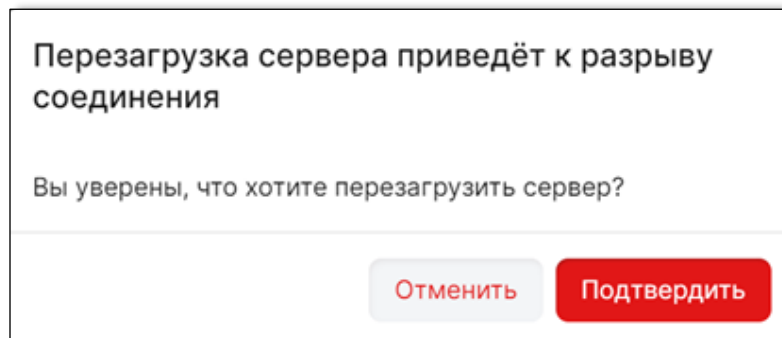 Перезагрузка сервера приведёт к разрыву
соединения
Вы уверены, что хотите перезагрузить сервер?
Отменить
Подтвердить